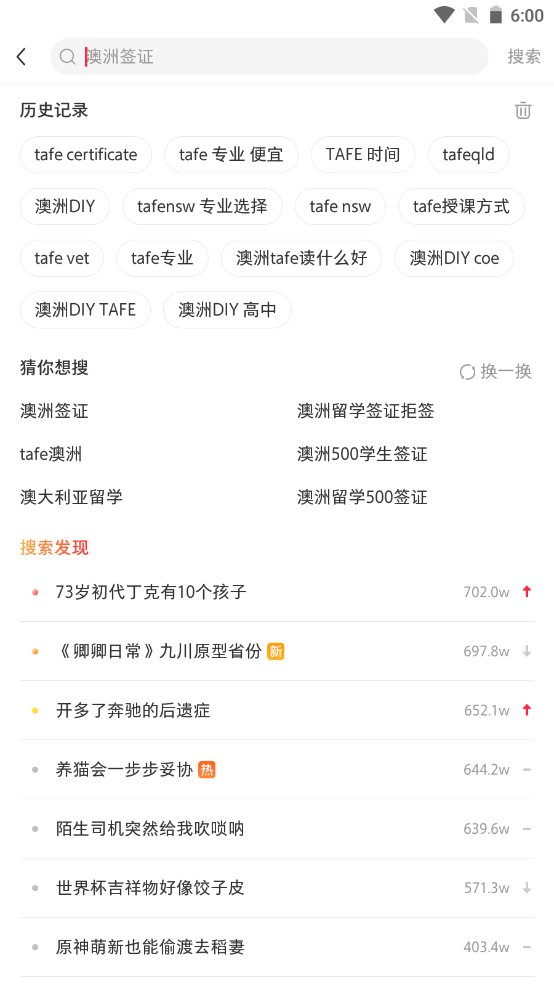 6:00
澳洲签证 搜索
历史记录
tafe certificate tafe 专业 便宜 TAFE 时间 tafeqld
澳洲DIY tafensw 专业选择 tafe nsw tafe授课方式
tafe vet tafe专业 澳洲tafe读什么好 澳洲DIY coe
澳洲DIY TAFE 澳洲DIY 高中
猜你想搜 换一换
澳洲签证 澳洲留学签证拒签
tafe澳洲 澳洲500学生签证
澳大利亚留学 澳洲留学500签证
搜索发现
73岁初代丁克有10个孩子 702.0w
《卿卿日常》九川原型省份 新 697.8w
开多了奔驰的后遗症 652.1w
养猫会一步步妥协 热 644.2w
陌生司机突然给我吹唢呐 639.6w
世界杯吉祥物好像饺子皮 571.3w
原神萌新也能偷渡去稻妻 403.4w